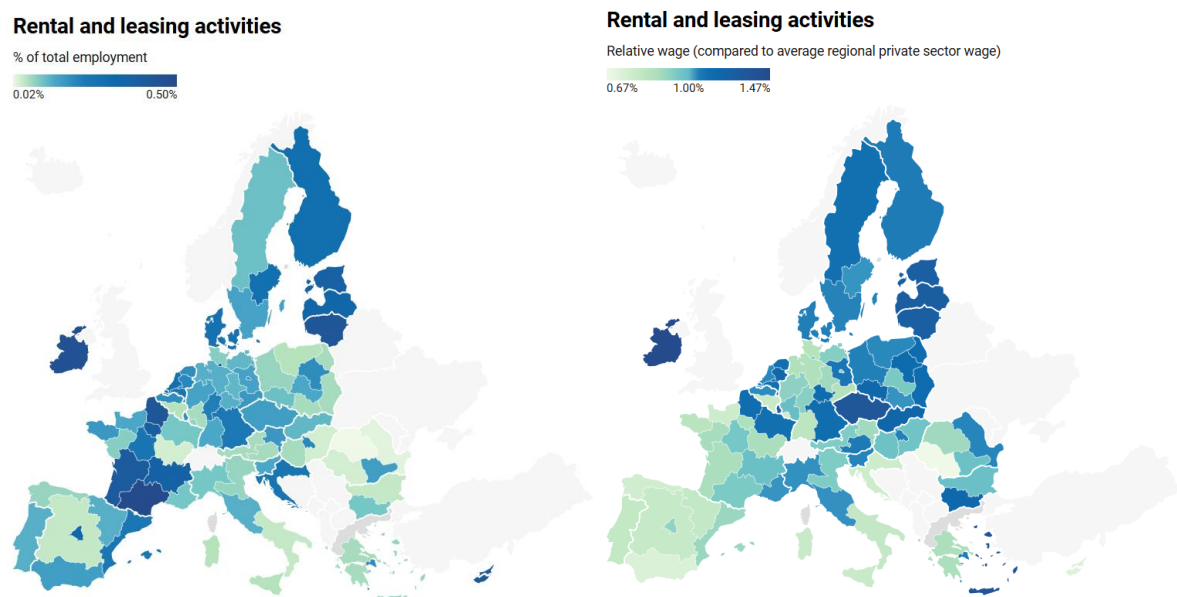 Rental and leasing activities
% of total employment
0.02% 0.50%
Rental and leasing activities
Relative wage (compared to average regional private sector wage)
0.67% 1.00% 1.47%